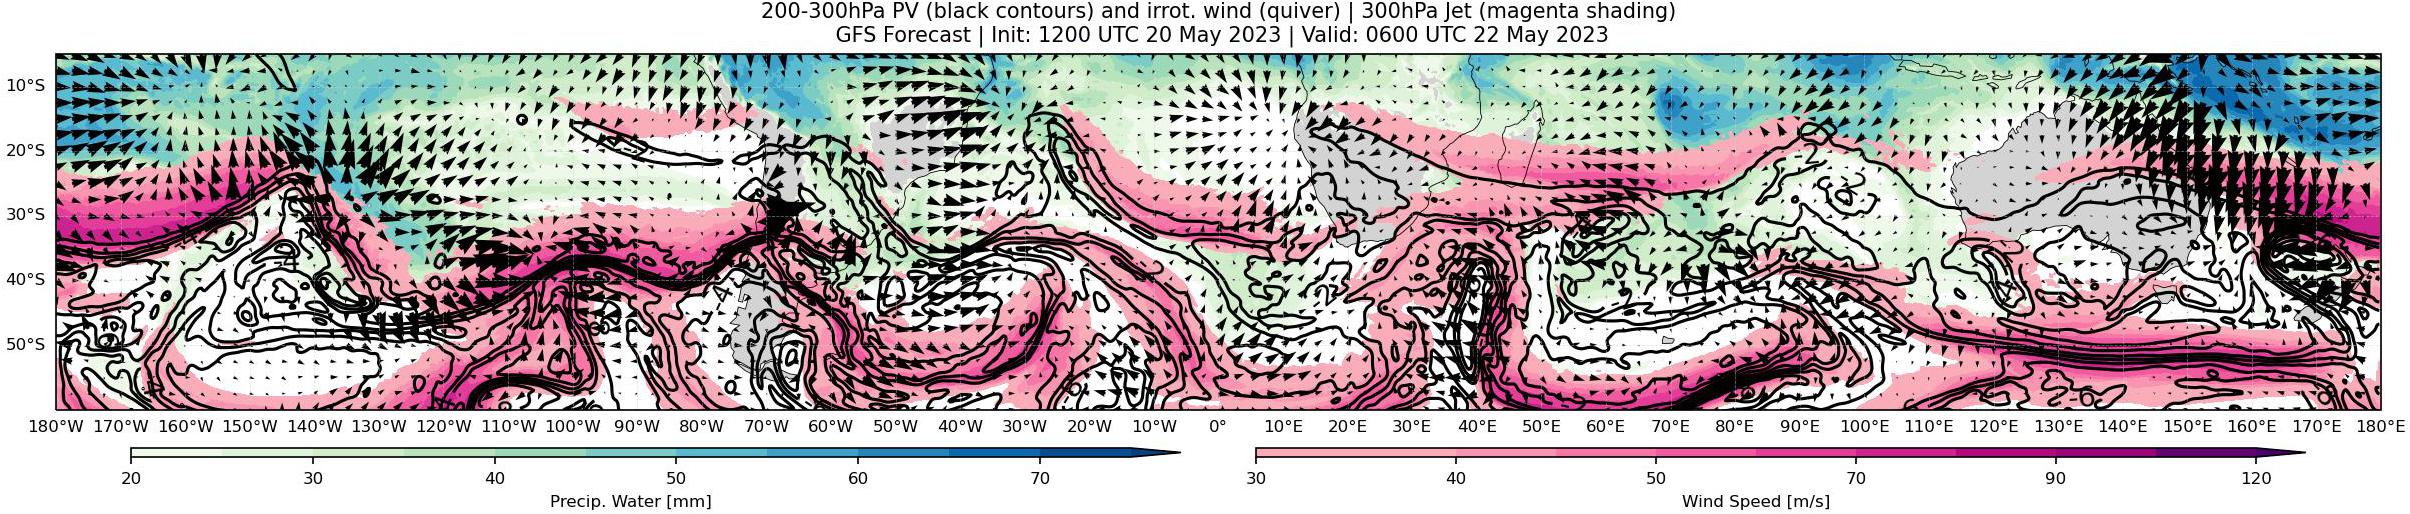 200-300hPa PV (black contours) and irrot. wind (quiver) | 300hPa Jet (magenta shading)
GFS Forecast | Init: 1200 UTC 20 May 2023 | Valid: 0600 UTC 22 May 2023
10°S
20°S
30°S
40°S
50°S
180°W 170°W 160°W 150°W 140°W 130°W 120°W 110°W 100°W 90°W 80°W 70°W 60°W 50°W 40°W 30°W 20°W 10°W 0° 10°E 20°E 30°E 40°E 50°E 60°E 70°E 80°E 90°E 100°E 110°E 120°E 130°E 140°E 150°E 160°E 170°E 180°E
20 30 40 50 60 70
Precip. Water [mm]
30 40 50 70 90 120
Wind Speed [m/s]